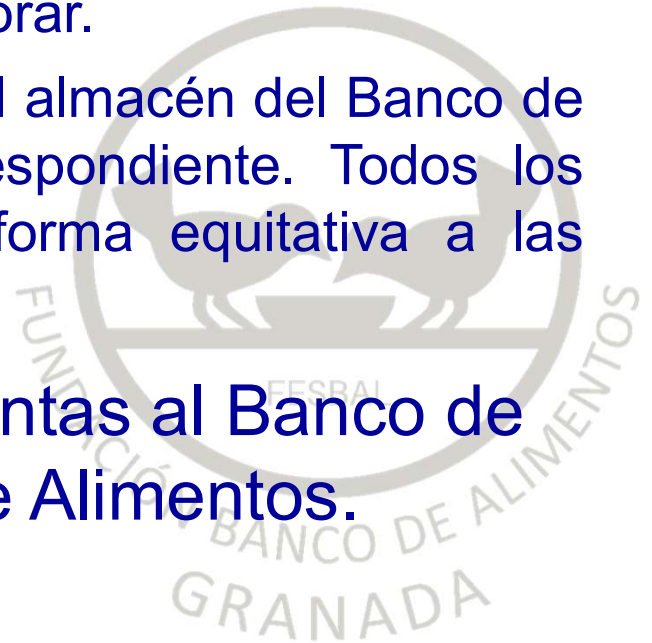 orar.
l almacén del Banco de
espondiente. Todos los
forma equitativa a las
FESBAL
ntas al Banco de
e Alimentos.
FUNDACIÓN BANCO DE ALIMENTOS
GRANADA